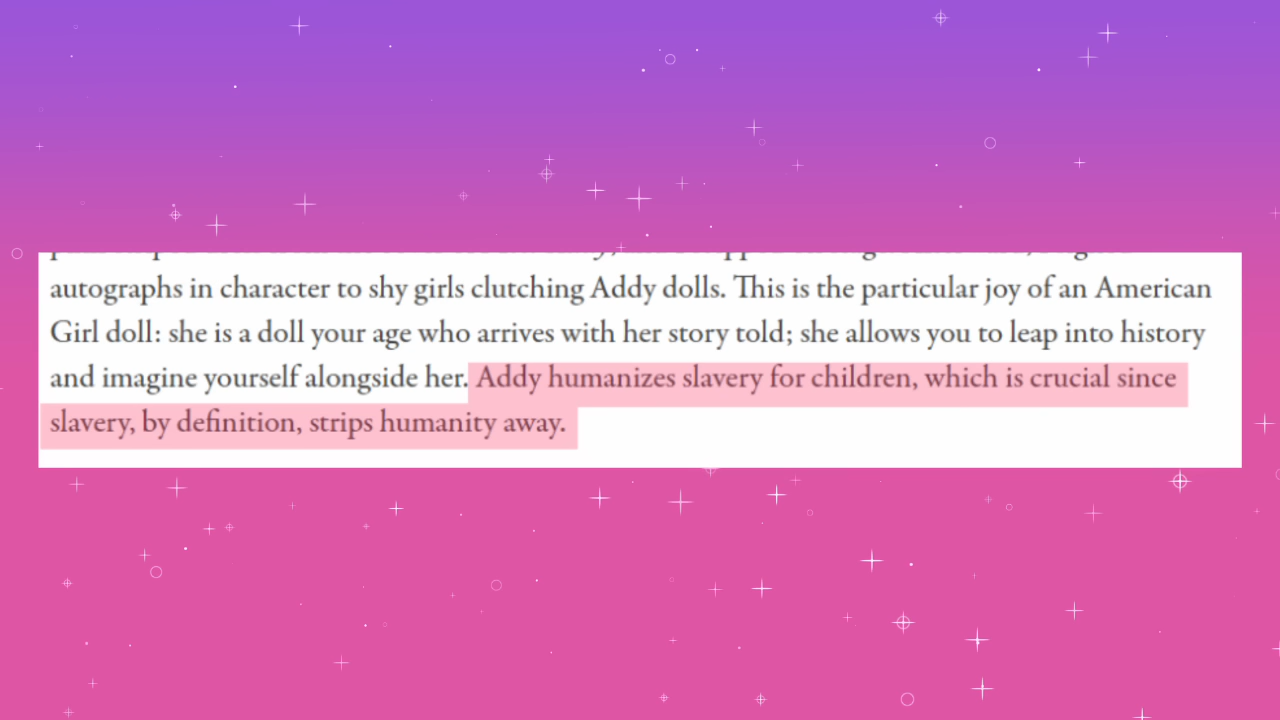 autographs in character to shy girls clutching Addy dolls. This is the particular joy of an American
Girl doll: she is a doll your age who arrives with her story told; she allows you to leap into history
and imagine yourself alongside her. Addy humanizes slavery for children, which is crucial since
slavery, by definition, strips humanity away.